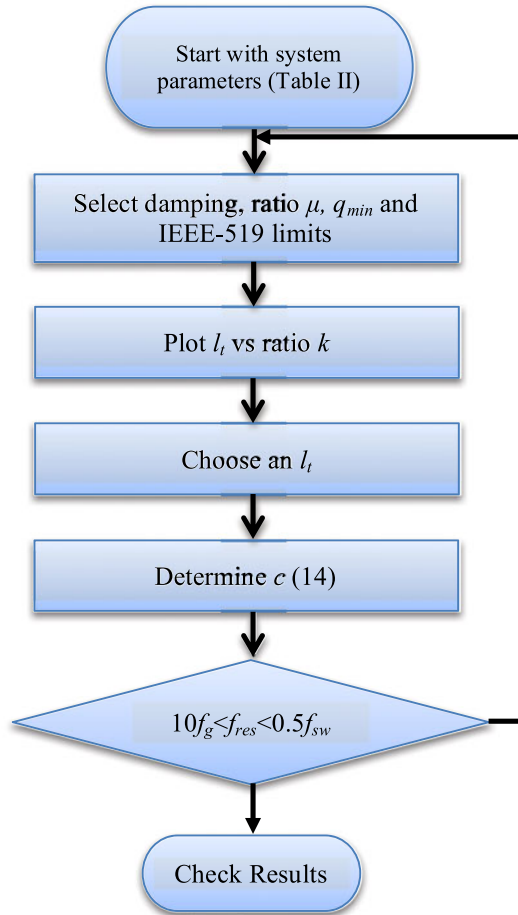 Start with system
parameters (Table II)
Select damping, ratio μ, q_min and
IEEE-519 limits
Plot l_t vs ratio k
Choose an l_t
Determine c (14)
10f_g<f_res<0.5f_sw
Check Results